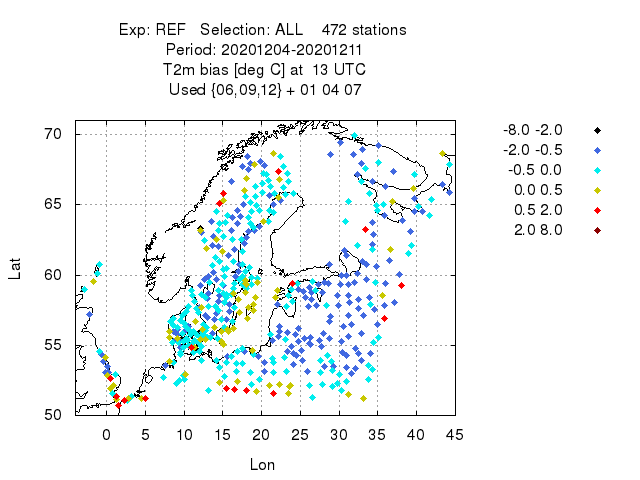 Exp: REF Selection: ALL 472 stations
Period: 20201204-20201211
T2m bias [deg C] at 13 UTC
Used {06,09,12} + 01 04 07
-8.0 -2.0
-2.0 -0.5
-0.5 0.0
0.0 0.5
0.5 2.0
2.0 8.0
Lat
70
65
60
55
50
0 5 10 15 20 25 30 35 40 45
Lon